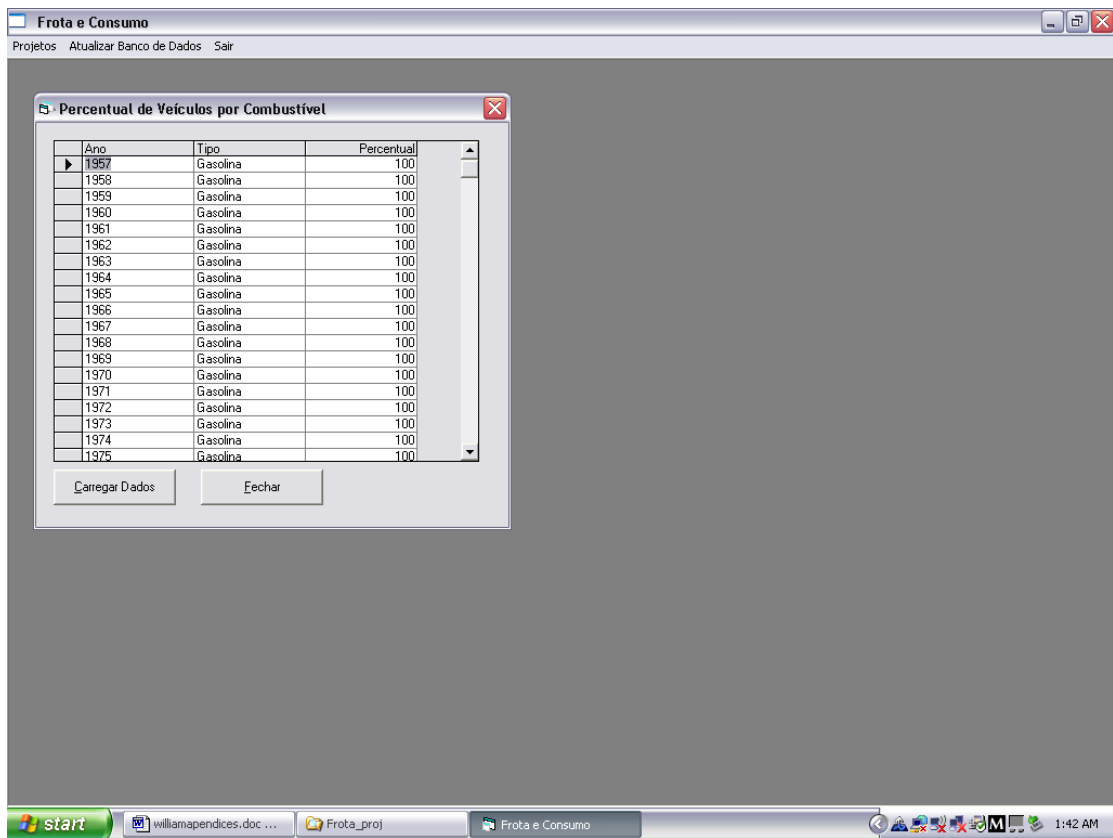 Frota e Consumo
Projetos Atualizar Banco de Dados Sair
Percentual de Veículos por Combustível
Ano Tipo Percentual
1957 Gasolina 100
1958 Gasolina 100
1959 Gasolina 100
1960 Gasolina 100
1961 Gasolina 100
1962 Gasolina 100
1963 Gasolina 100
1964 Gasolina 100
1965 Gasolina 100
1966 Gasolina 100
1967 Gasolina 100
1968 Gasolina 100
1969 Gasolina 100
1970 Gasolina 100
1971 Gasolina 100
1972 Gasolina 100
1973 Gasolina 100
1974 Gasolina 100
1975 Gasolina 100
Carregar Dados Fechar
start williamapendices.doc ... Frota_proj Frota e Consumo M 1:42 AM